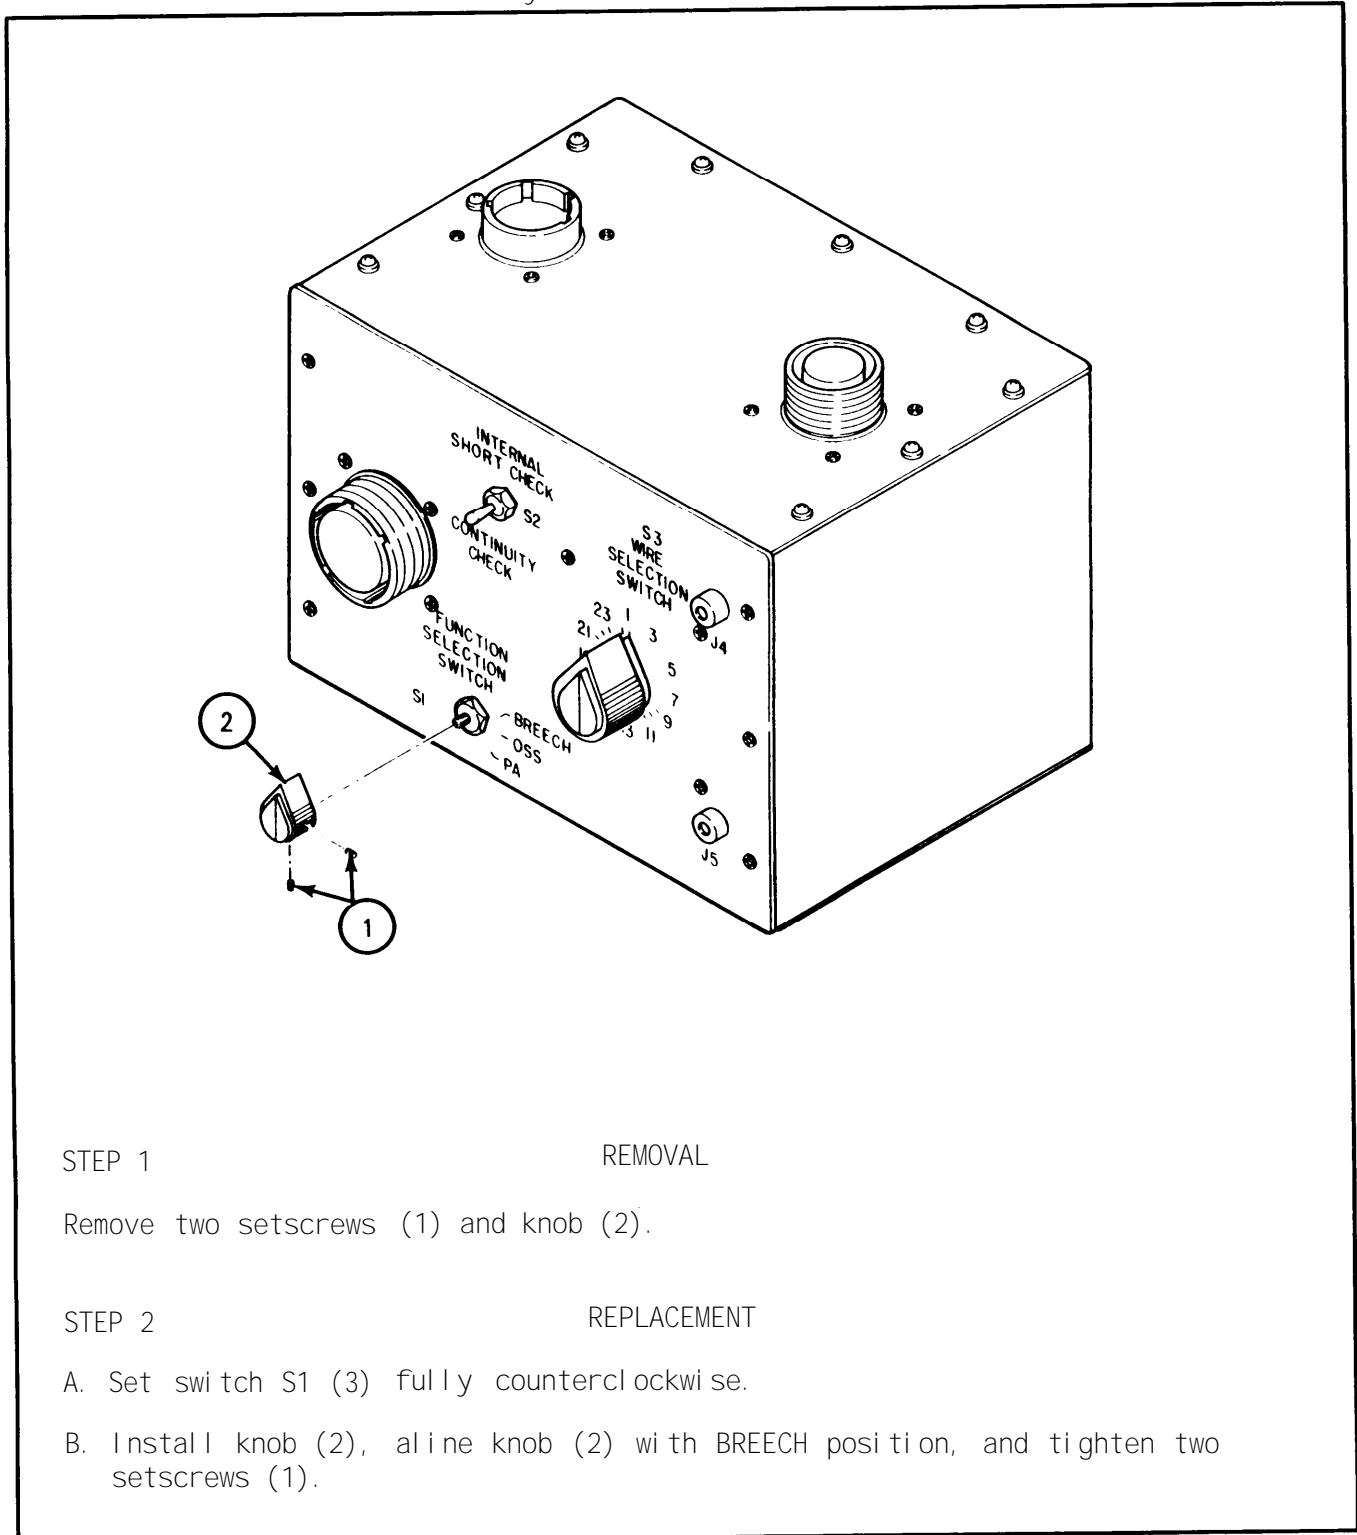 INTERNAL
SHORT CHECK
S2
CONTINUITY
CHECK
S3
WIRE
SELECTION
SWITCH
J4
23 1 3
21
5
7
9
11
FUNCTION
SELECTION
SWITCH
S1
BREECH
OSS
PA
J5
2
1
STEP 1 REMOVAL
Remove two setscrews (1) and knob (2).
STEP 2 REPLACEMENT
A. Set switch S1 (3) fully counterclockwise.
B. Install knob (2), aline knob (2) with BREECH position, and tighten two
setscrews (1).